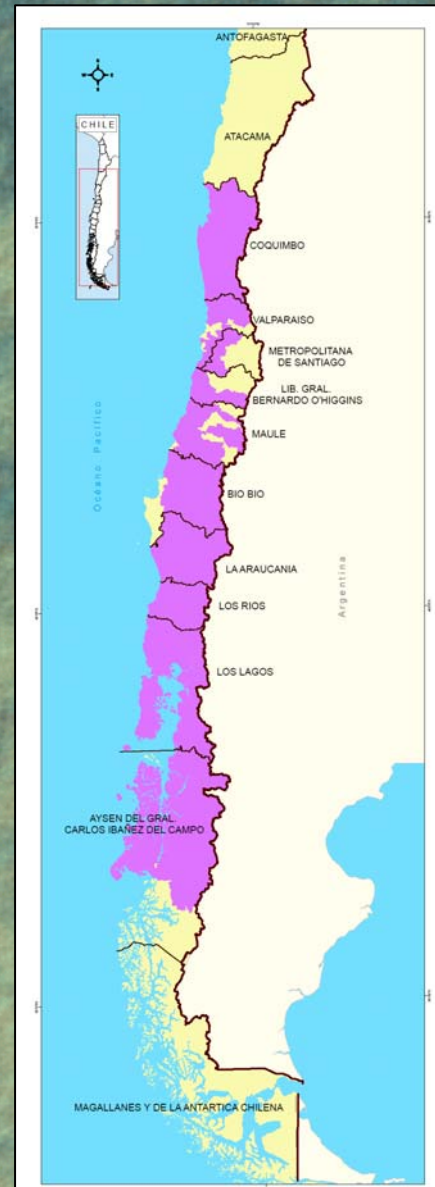 ANTOFAGASTA
CHILE
ATACAMA
COQUIMBO
VALPARAISO
METROPOLITANA
DE SANTIAGO
LIB. GRAL.
BERNARDO O'HIGGINS
MAULE
Océano Pacífico
BIO BIO
LA ARAUCANIA
Argentina
LOS RIOS
LOS LAGOS
AYSEN DEL GRAL.
CARLOS IBAÑEZ DEL CAMPO
MAGALLANES Y DE LA ANTARTICA CHILENA